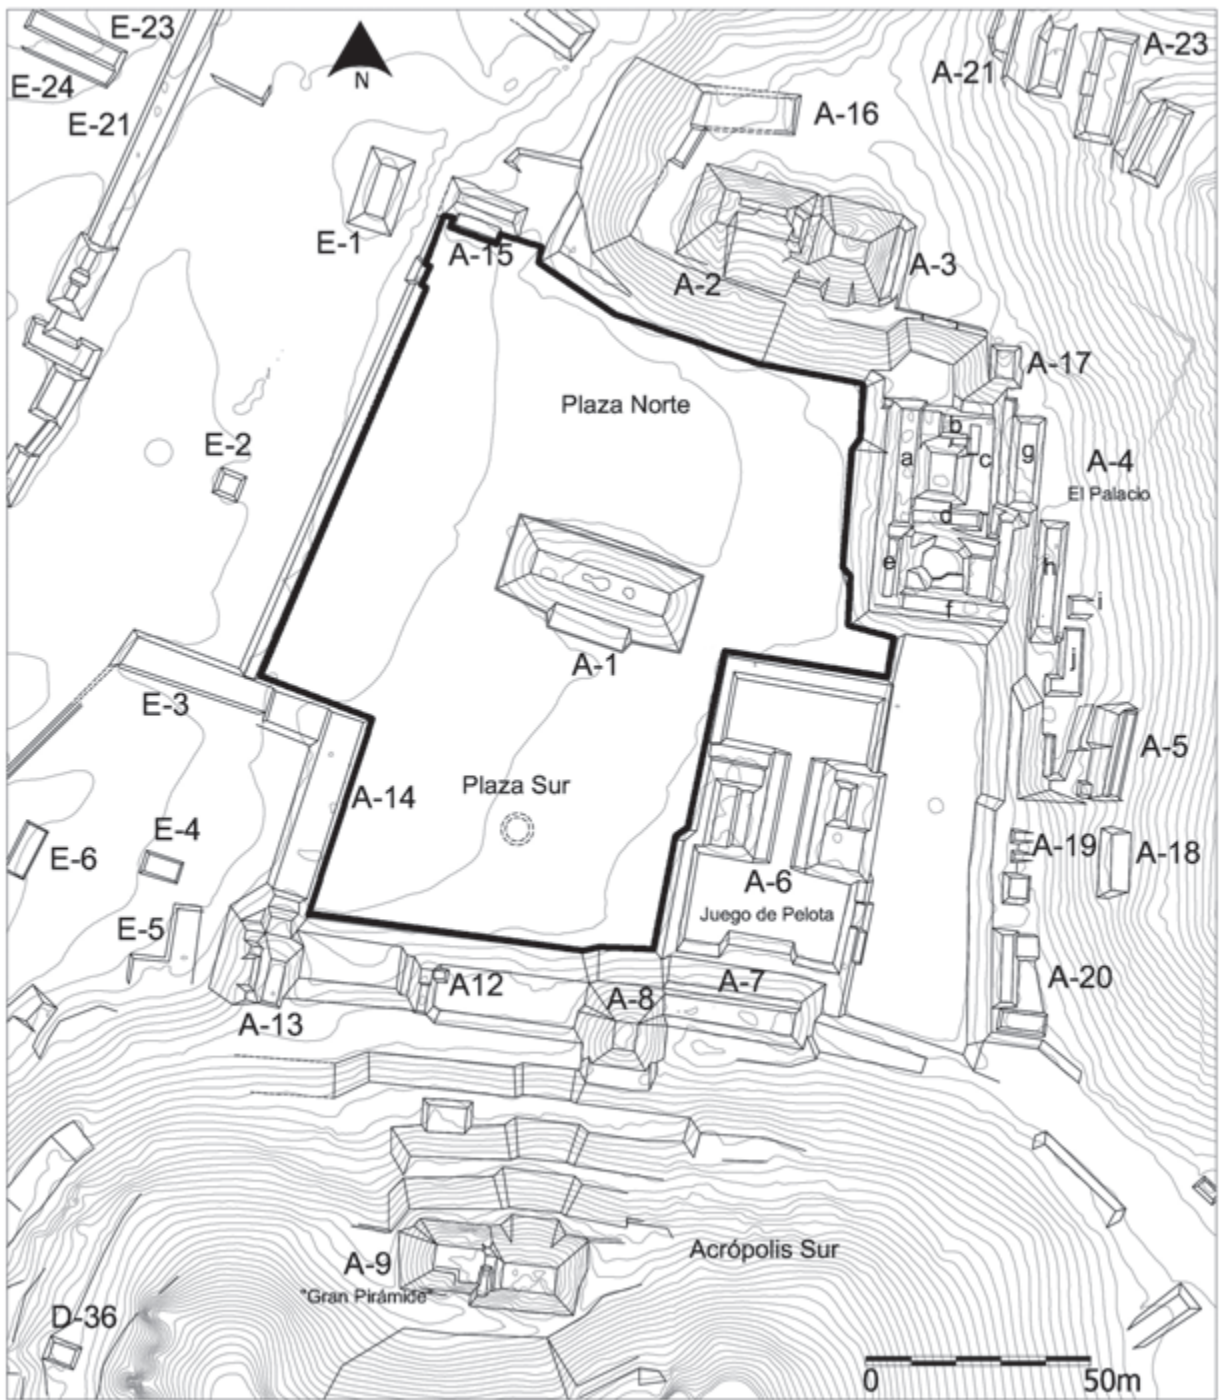 E-23
E-24
E-21
N
A-21
A-23
A-16
E-1
A-15
A-2
A-3
A-17
Plaza Norte
E-2
a
b
c
g
A-4
El Palacio
d
e
h
i
f
A-1
j
E-3
A-5
Plaza Sur
A-14
E-4
E-6
A-19
A-18
A-6
Juego de Pelota
E-5
A12
A-8
A-7
A-20
A-13
Acrópolis Sur
A-9
"Gran Pirámide"
D-36
0 50m